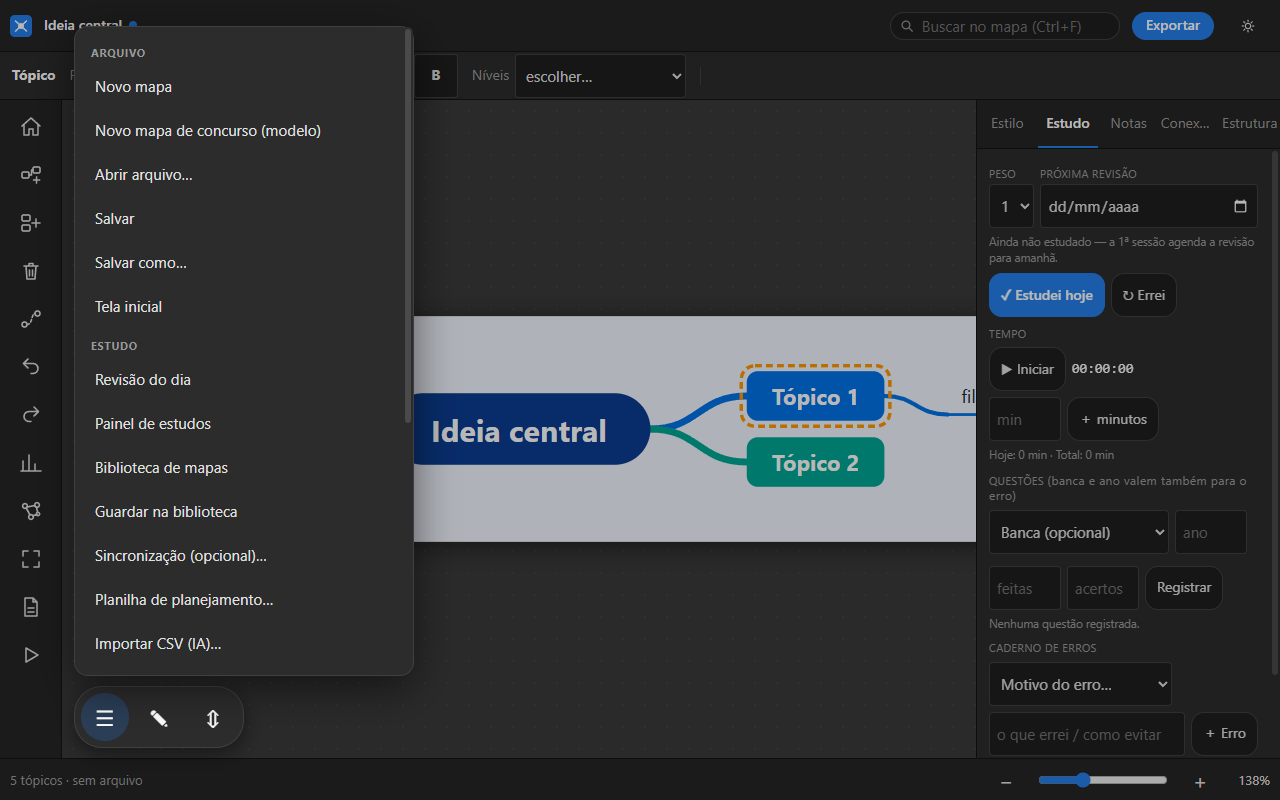 Ideia central
Buscar no mapa (Ctrl+F)
Exportar
Tópico
B
Níveis
escolher...
ARQUIVO
Novo mapa
Novo mapa de concurso (modelo)
Abrir arquivo...
Salvar
Salvar como...
Tela inicial
ESTUDO
Revisão do dia
Painel de estudos
Biblioteca de mapas
Guardar na biblioteca
Sincronização (opcional)...
Planilha de planejamento...
Importar CSV (IA)...
Ideia central
Tópico 1
Tópico 2
fil
Estilo
Estudo
Notas
Conex...
Estrutura
PESO
PRÓXIMA REVISÃO
1
dd/mm/aaaa
Ainda não estudado — a 1ª sessão agenda a revisão
para amanhã.
✓ Estudei hoje
↻ Errei
TEMPO
▶ Iniciar
00:00:00
min
+ minutos
Hoje: 0 min · Total: 0 min
QUESTÕES (banca e ano valem também para o
erro)
Banca (opcional)
ano
feitas
acertos
Registrar
Nenhuma questão registrada.
CADERNO DE ERROS
Motivo do erro...
o que errei / como evitar
+ Erro
5 tópicos · sem arquivo
138%